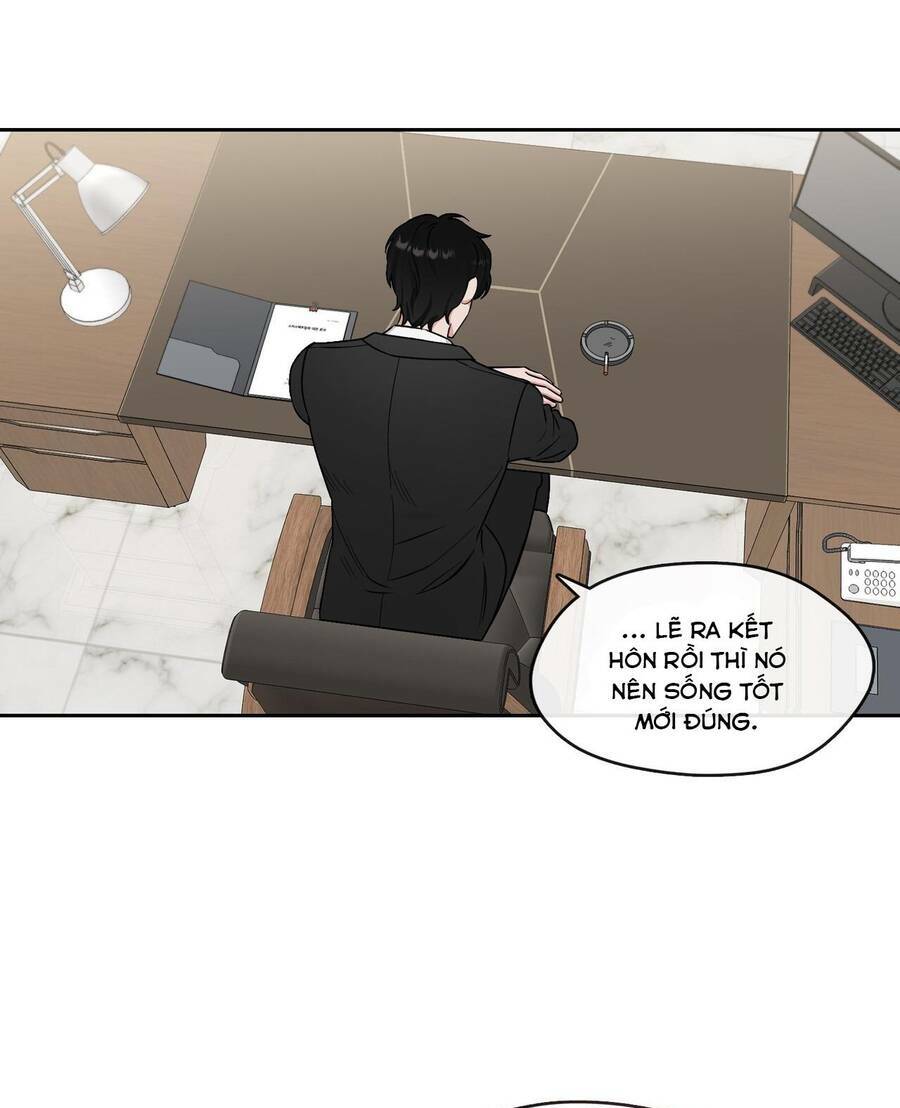 ... LẼ RA KẾT
HÔN RỒI THÌ NÓ
NÊN SỐNG TỐT
MỚI ĐÚNG.